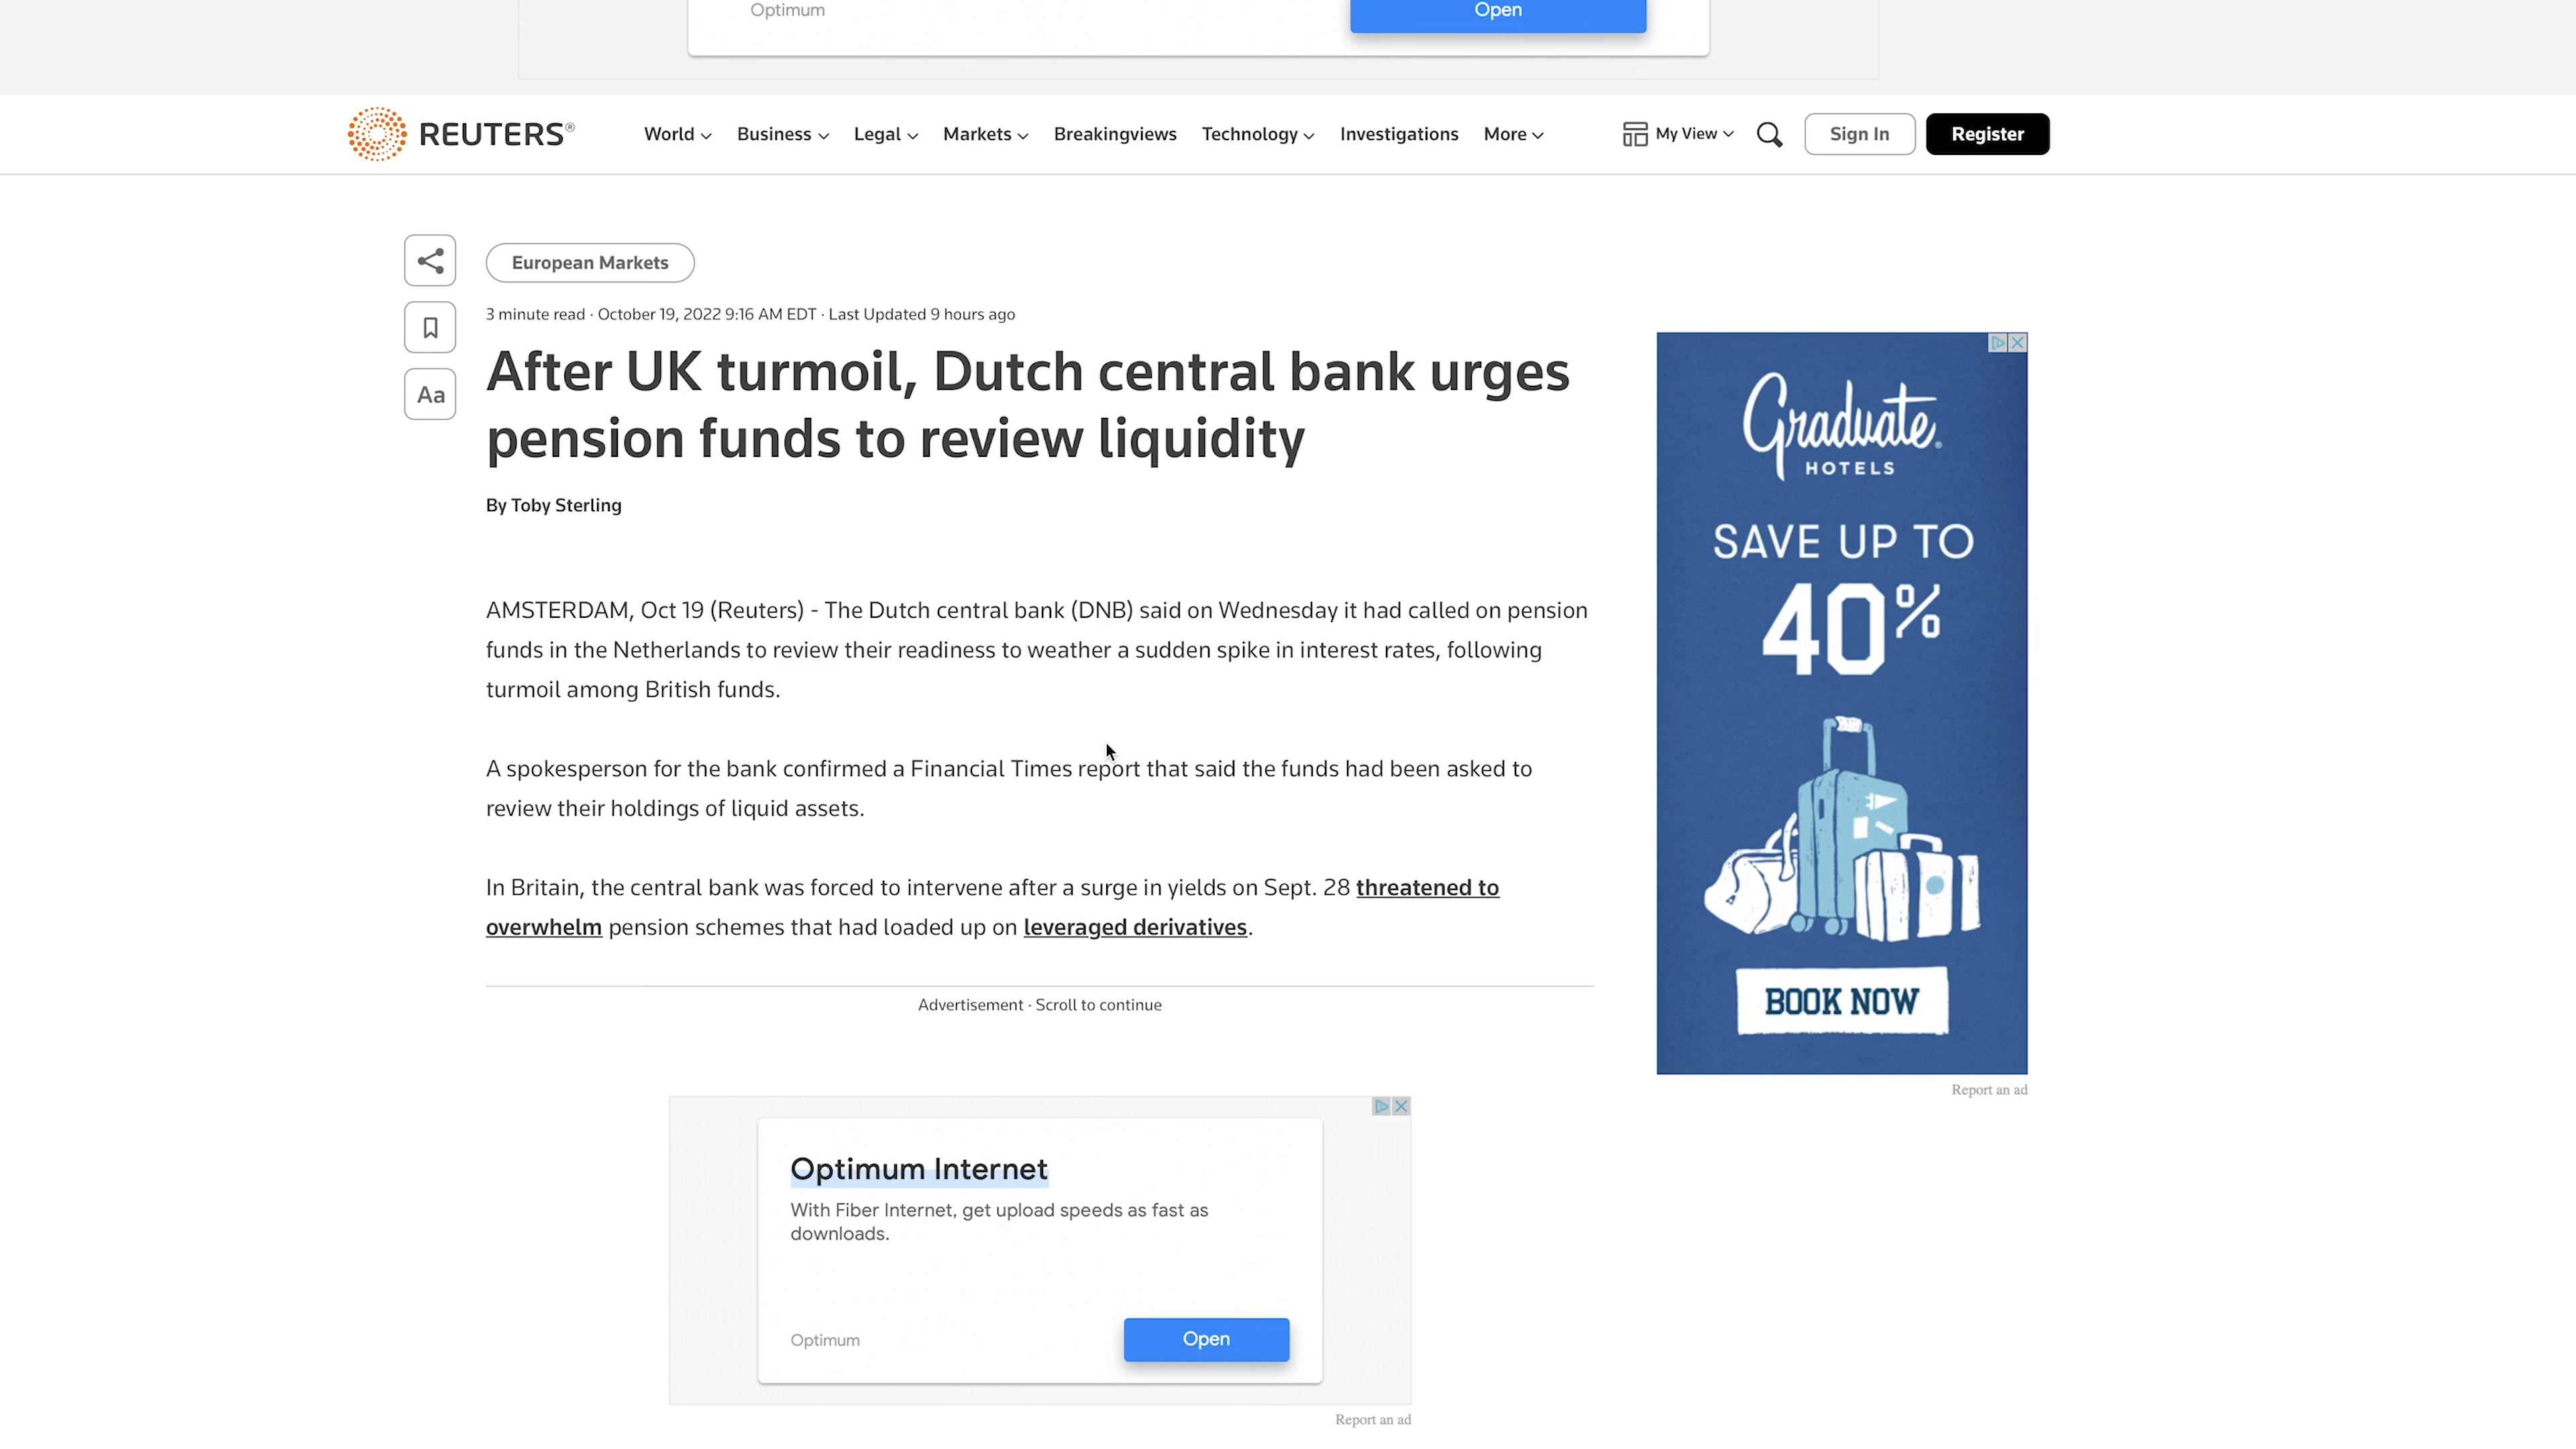 Optimum
Open
REUTERS®
World
Business
Legal
Markets
Breakingviews
Technology
Investigations
More
My View
Sign In
Register
European Markets
3 minute read · October 19, 2022 9:16 AM EDT · Last Updated 9 hours ago
Aa
After UK turmoil, Dutch central bank urges
pension funds to review liquidity
By Toby Sterling
AMSTERDAM, Oct 19 (Reuters) - The Dutch central bank (DNB) said on Wednesday it had called on pension
funds in the Netherlands to review their readiness to weather a sudden spike in interest rates, following
turmoil among British funds.
A spokesperson for the bank confirmed a Financial Times report that said the funds had been asked to
review their holdings of liquid assets.
In Britain, the central bank was forced to intervene after a surge in yields on Sept. 28 threatened to
overwhelm pension schemes that had loaded up on leveraged derivatives.
Advertisement · Scroll to continue
Optimum Internet
With Fiber Internet, get upload speeds as fast as
downloads.
Optimum
Open
Report an ad
Graduate®
HOTELS
SAVE UP TO
40%
BOOK NOW
Report an ad